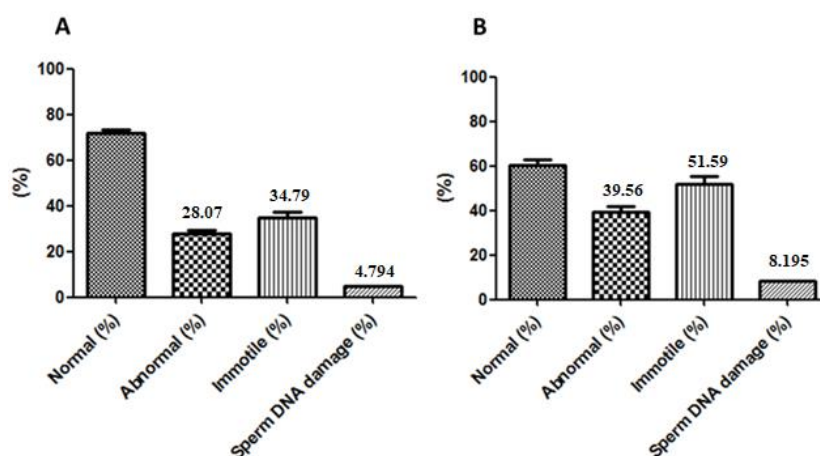 A
(%)
100
80
60
40
20
0
28.07
34.79
4.794
Normal (%)
Abnormal (%)
Immotile (%)
Sperm DNA damage (%)
B
(%)
100
80
60
40
20
0
39.56
51.59
8.195
Normal (%)
Abnormal (%)
Immotile (%)
Sperm DNA damage (%)